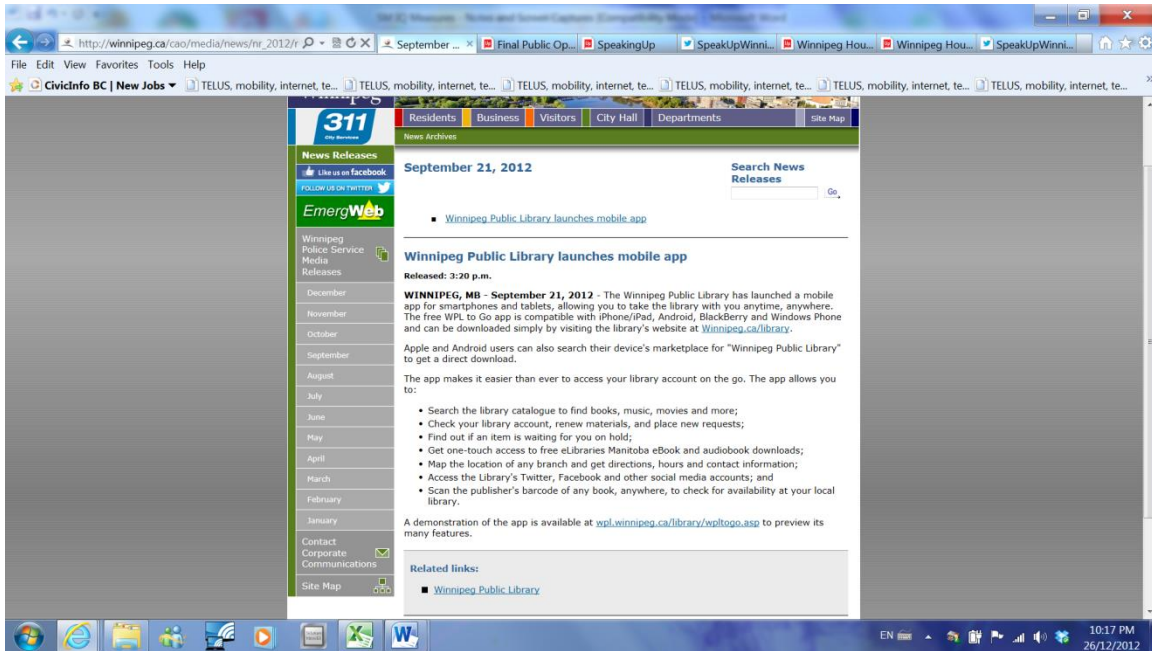 SM IC Measures - Notes and Screen Captures [Compatibility Mode] - Microsoft Word
http://winnipeg.ca/cao/media/news/nr_2012/r
September ...
Final Public Op...
SpeakingUp
SpeakUpWinni...
Winnipeg Hou...
Winnipeg Hou...
SpeakUpWinni...
File Edit View Favorites Tools Help
CivicInfo BC | New Jobs
TELUS, mobility, internet, te...
TELUS, mobility, internet, te...
TELUS, mobility, internet, te...
TELUS, mobility, internet, te...
TELUS, mobility, internet, te...
TELUS, mobility, internet, te...
TELUS, mobility, internet, te...
Winnipeg
311
City Services
Residents Business Visitors City Hall Departments Site Map
News Archives
News Releases
Like us on facebook
FOLLOW US ON TWITTER
EmergWeb
Winnipeg
Police Service
Media
Releases
December
November
October
September
August
July
June
May
April
March
February
January
Contact
Corporate
Communications
Site Map
September 21, 2012
Search News
Releases
Go
Winnipeg Public Library launches mobile app
Winnipeg Public Library launches mobile app
Released: 3:20 p.m.
WINNIPEG, MB - September 21, 2012 - The Winnipeg Public Library has launched a mobile
app for smartphones and tablets, allowing you to take the library with you anytime, anywhere.
The free WPL to Go app is compatible with iPhone/iPad, Android, BlackBerry and Windows Phone
and can be downloaded simply by visiting the library's website at Winnipeg.ca/library.
Apple and Android users can also search their device's marketplace for "Winnipeg Public Library"
to get a direct download.
The app makes it easier than ever to access your library account on the go. The app allows you
to:
• Search the library catalogue to find books, music, movies and more;
• Check your library account, renew materials, and place new requests;
• Find out if an item is waiting for you on hold;
• Get one-touch access to free eLibraries Manitoba eBook and audiobook downloads;
• Map the location of any branch and get directions, hours and contact information;
• Access the Library's Twitter, Facebook and other social media accounts; and
• Scan the publisher's barcode of any book, anywhere, to check for availability at your local
library.
A demonstration of the app is available at wpl.winnipeg.ca/library/wpltogo.asp to preview its
many features.
Related links:
Winnipeg Public Library
EN
10:17 PM
26/12/2012